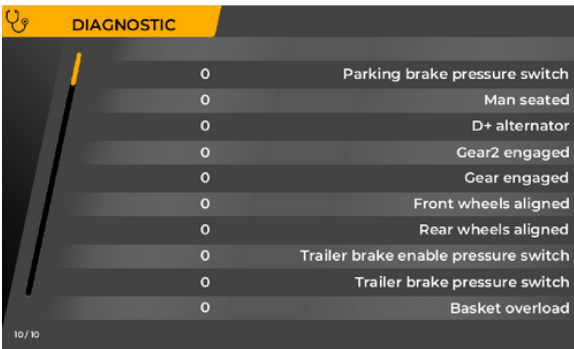 DIAGNOSTIC
0 Parking brake pressure switch
0 Man seated
0 D+ alternator
0 Gear2 engaged
0 Gear engaged
0 Front wheels aligned
0 Rear wheels aligned
0 Trailer brake enable pressure switch
0 Trailer brake pressure switch
0 Basket overload
10/10